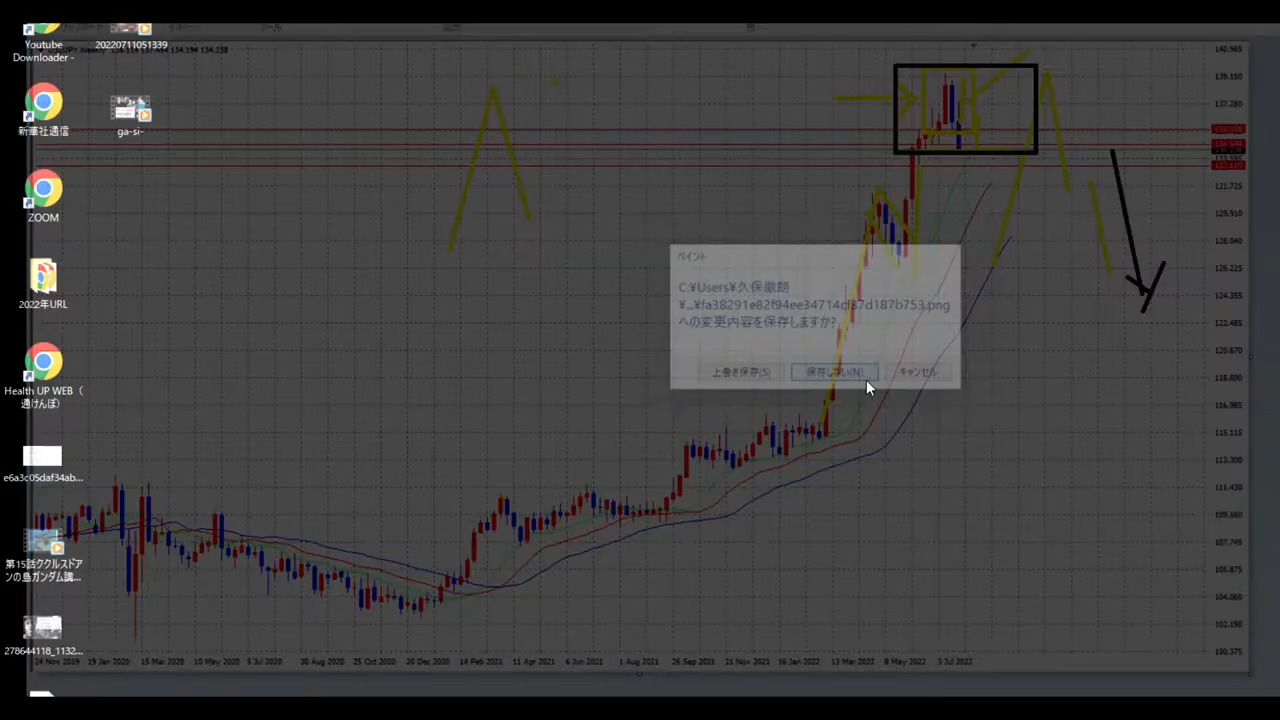 Youtube
Downloader -
20220711051339
新華社通信
ga-si-
ZOOM
2022年URL
Health UP WEB（
通けんぽ）
e6a3c05daf34ab...
第15話ククルスドア
ンの島ガンダム講...
278644118_1132...
ペイント
C:¥Users¥久保徹朗
¥...¥fa38291e82f94ee34714cf87d187b753.png
への変更内容を保存しますか?
上書き保存(S)
保存しない(N)
キャンセル
140.965
139.150
137.280
131.725
129.910
128.040
126.225
124.355
122.485
120.670
118.800
116.985
115.115
113.300
111.430
109.560
107.745
105.875
104.060
102.190
100.375
24 Nov 2019
19 Jan 2020
15 Mar 2020
10 May 2020
5 Jul 2020
30 Aug 2020
25 Oct 2020
20 Dec 2020
14 Feb 2021
11 Apr 2021
6 Jun 2021
1 Aug 2021
26 Sep 2021
21 Nov 2021
16 Jan 2022
13 Mar 2022
8 May 2022
3 Jul 2022